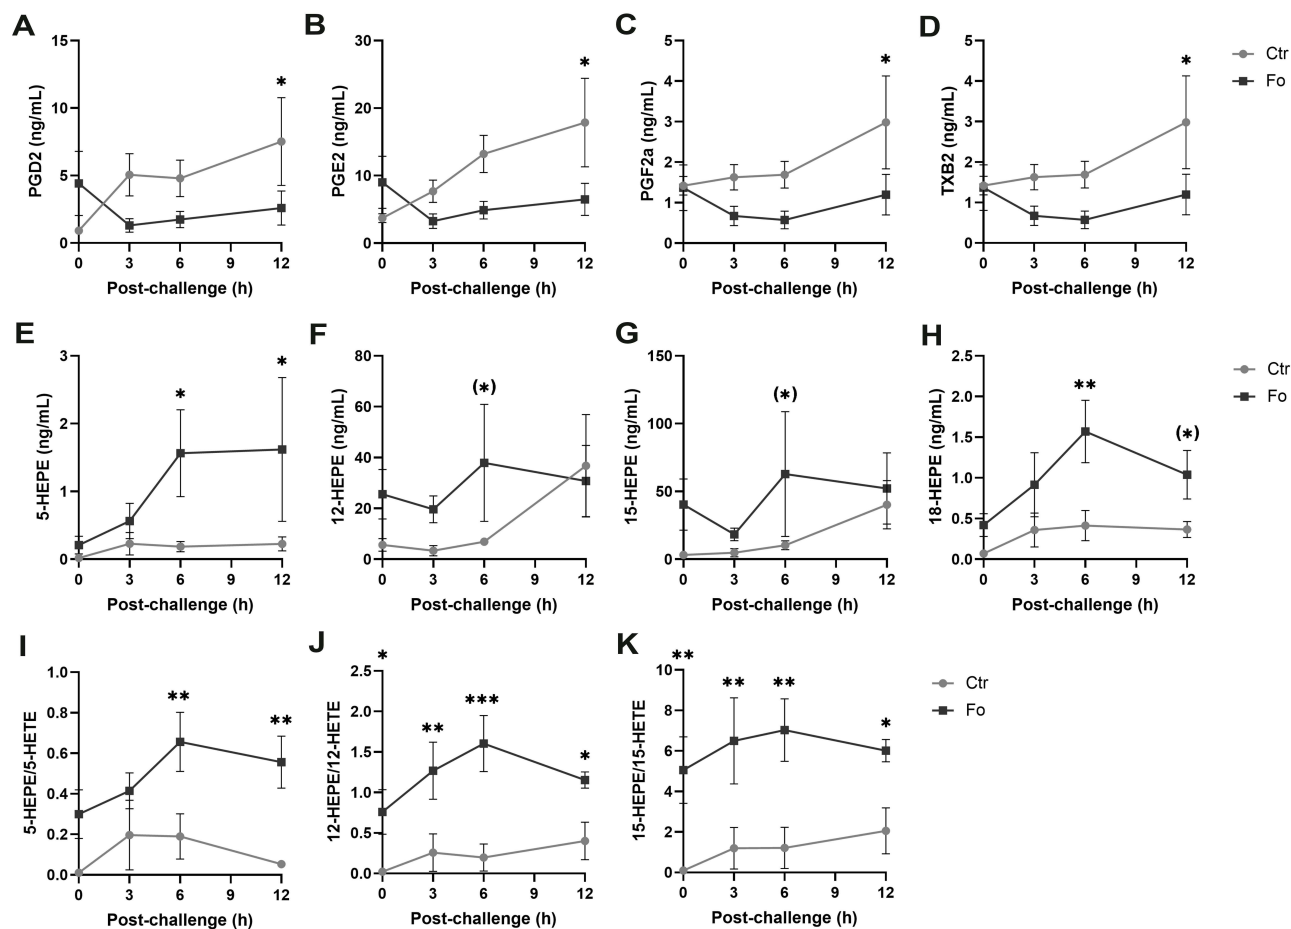 A
PGD2 (ng/mL)
15
10
5
0
*
0 3 6 9 12
Post-challenge (h)
B
PGE2 (ng/mL)
30
20
10
0
*
0 3 6 9 12
Post-challenge (h)
C
PGF2a (ng/mL)
5
4
3
2
1
0
*
0 3 6 9 12
Post-challenge (h)
D
TXB2 (ng/mL)
5
4
3
2
1
0
*
0 3 6 9 12
Post-challenge (h)
Ctr
Fo
E
5-HEPE (ng/mL)
3
2
1
0
* *
0 3 6 9 12
Post-challenge (h)
F
12-HEPE (ng/mL)
80
60
40
20
0
(*)
0 3 6 9 12
Post-challenge (h)
G
15-HEPE (ng/mL)
150
100
50
0
(*)
0 3 6 9 12
Post-challenge (h)
H
18-HEPE (ng/mL)
2.5
2.0
1.5
1.0
0.5
0.0
** (*)
0 3 6 9 12
Post-challenge (h)
Ctr
Fo
I
5-HEPE/5-HETE
1.0
0.8
0.6
0.4
0.2
0.0
** **
0 3 6 9 12
Post-challenge (h)
J
12-HEPE/12-HETE
2.5
2.0
1.5
1.0
0.5
0.0
* ** *** *
0 3 6 9 12
Post-challenge (h)
K
15-HEPE/15-HETE
10
8
6
4
2
0
** ** ** *
0 3 6 9 12
Post-challenge (h)
Ctr
Fo